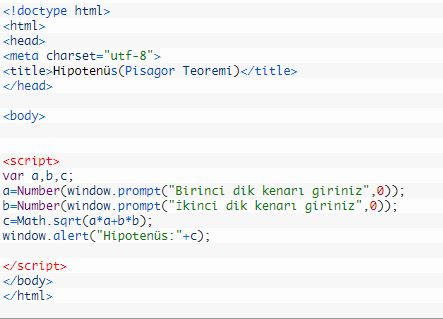 <!doctype html>
<html>
<head>
<meta charset="utf-8">
<title>Hipotenüs(Pisagor Teoremi)</title>
</head>
<body>
<script>
var a,b,c;
a=Number(window.prompt("Birinci dik kenarı giriniz",0));
b=Number(window.prompt("İkinci dik kenarı giriniz",0));
c=Math.sqrt(a*a+b*b);
window.alert("Hipotenüs:"+c);
</script>
</body>
</html>